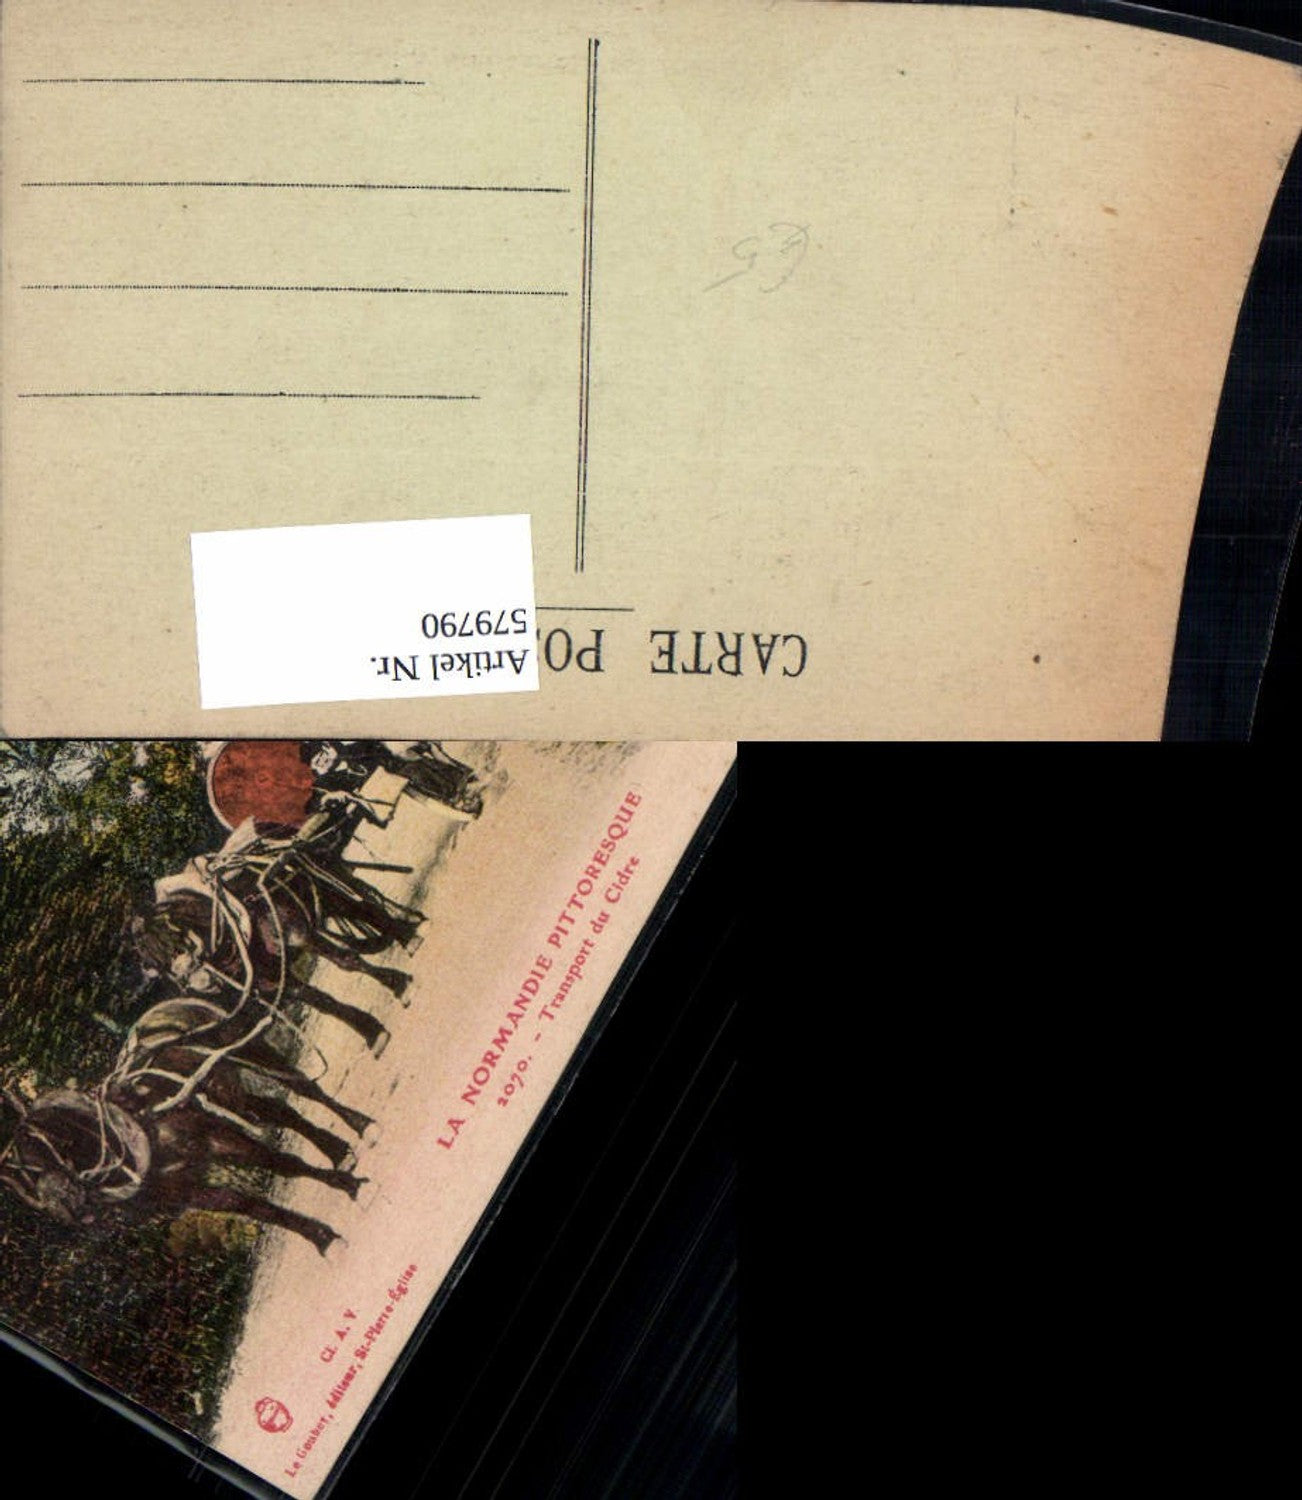 CARTE PO
Artikel Nr.
579790
LA NORMANDIE PITTORESQUE
2070. - Transport du Cidre
Cl. A. V
Le Goubey, éditeur, St-Pierre-Église